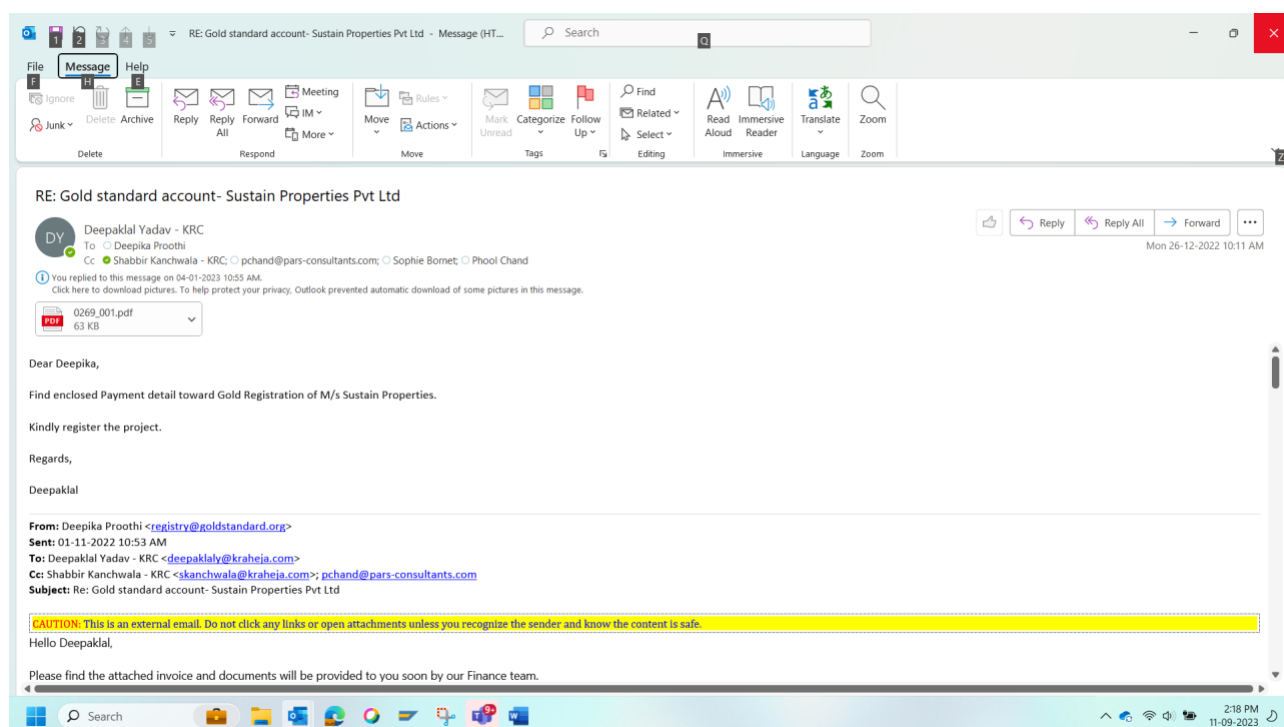 1 2 3 4 5 RE: Gold standard account- Sustain Properties Pvt Ltd - Message (HT... Search Q
File Message Help
F H E
Ignore Delete Archive Reply Reply All Forward Meeting Move Rules Mark Unread Categorize Follow Up Find Read Aloud Immersive Reader Translate Zoom
Junk IM More Actions Related Select
Delete Respond Move Tags Editing Immersive Language Zoom Z
RE: Gold standard account- Sustain Properties Pvt Ltd
DY Deepaklal Yadav - KRC Reply Reply All Forward ...
To Deepika Proothi Mon 26-12-2022 10:11 AM
Cc Shabbir Kanchwala - KRC; pchand@pars-consultants.com; Sophie Bornet; Phool Chand
You replied to this message on 04-01-2023 10:55 AM.
Click here to download pictures. To help protect your privacy, Outlook prevented automatic download of some pictures in this message.
PDF 0269_001.pdf
63 KB
Dear Deepika,
Find enclosed Payment detail toward Gold Registration of M/s Sustain Properties.
Kindly register the project.
Regards,
Deepaklal
From: Deepika Proothi <registry@goldstandard.org>
Sent: 01-11-2022 10:53 AM
To: Deepaklal Yadav - KRC <deepaklaly@kraheja.com>
Cc: Shabbir Kanchwala - KRC <skanchwala@kraheja.com>; pchand@pars-consultants.com
Subject: Re: Gold standard account- Sustain Properties Pvt Ltd
CAUTION: This is an external email. Do not click any links or open attachments unless you recognize the sender and know the content is safe.
Hello Deepaklal,
Please find the attached invoice and documents will be provided to you soon by our Finance team.
Search 9+ 2:18 PM
11-09-2023